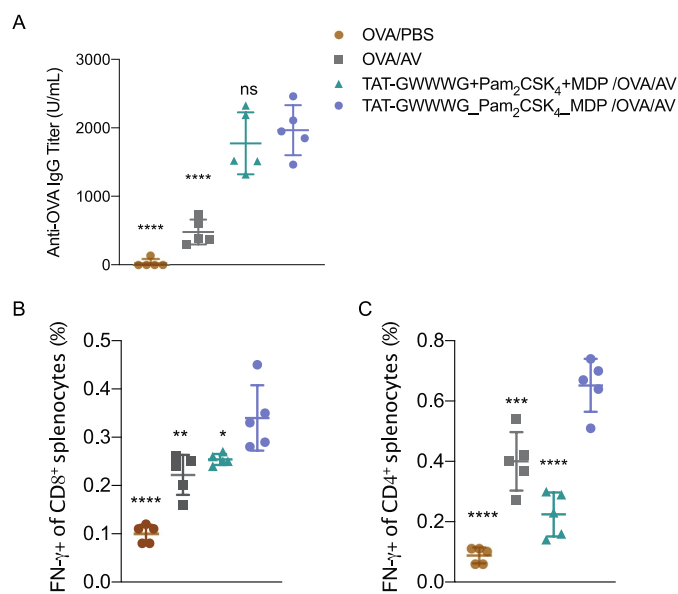 A
OVA/PBS
OVA/AV
TAT-GWWWG+Pam₂CSK₄+MDP /OVA/AV
TAT-GWWWG_Pam₂CSK₄_MDP /OVA/AV
Anti-OVA IgG Titer (U/mL)
3000
2000
1000
0
****
****
ns
B
FN-γ+ of CD8⁺ splenocytes (%)
0.5
0.4
0.3
0.2
0.1
0.0
****
**
*
C
FN-γ+ of CD4⁺ splenocytes (%)
0.8
0.6
0.4
0.2
0.0
****
***
****